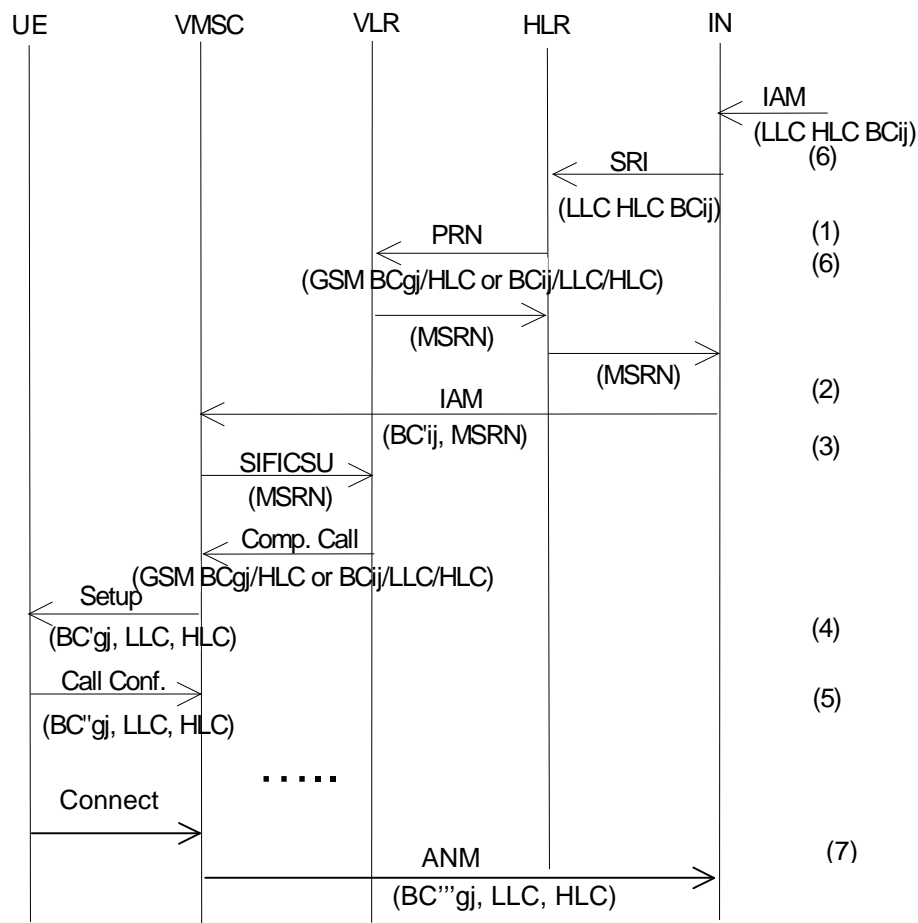 UE VMSC VLR HLR IN
IAM
(LLC HLC BCij)
(6)
SRI
(LLC HLC BCij)
(1)
PRN
(6)
(GSM BCgj/HLC or BCij/LLC/HLC)
(MSRN)
(MSRN)
(2)
IAM
(BC'ij, MSRN)
(3)
SIFICSU
(MSRN)
Comp. Call
(GSM BCgj/HLC or BCij/LLC/HLC)
Setup
(BC'gj, LLC, HLC)
(4)
Call Conf.
(5)
(BC''gj, LLC, HLC)
.....
Connect
ANM
(7)
(BC'''gj, LLC, HLC)